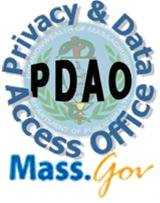 Privacy & Data
PDAO
Access Office
Mass.Gov